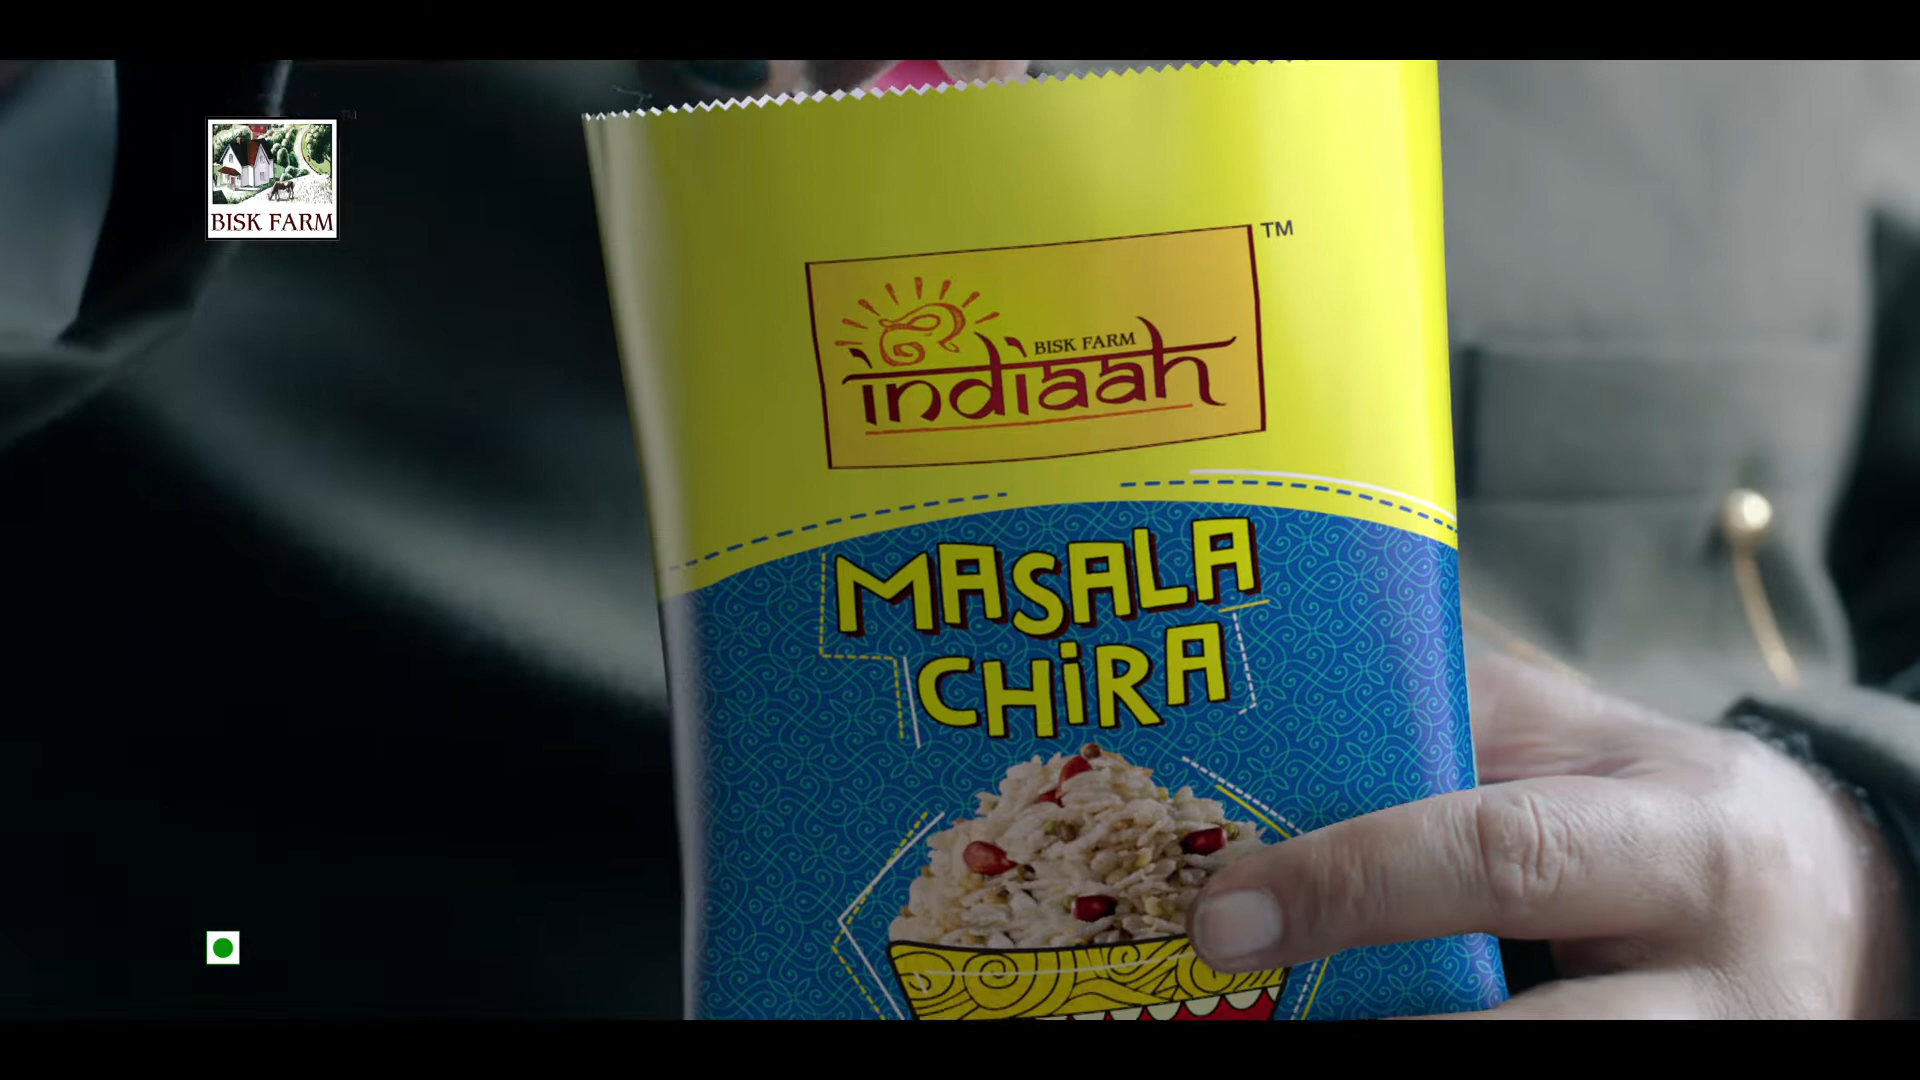 TM
BISK FARM
TM
BISK FARM
indiaah
MASALA
CHiRA